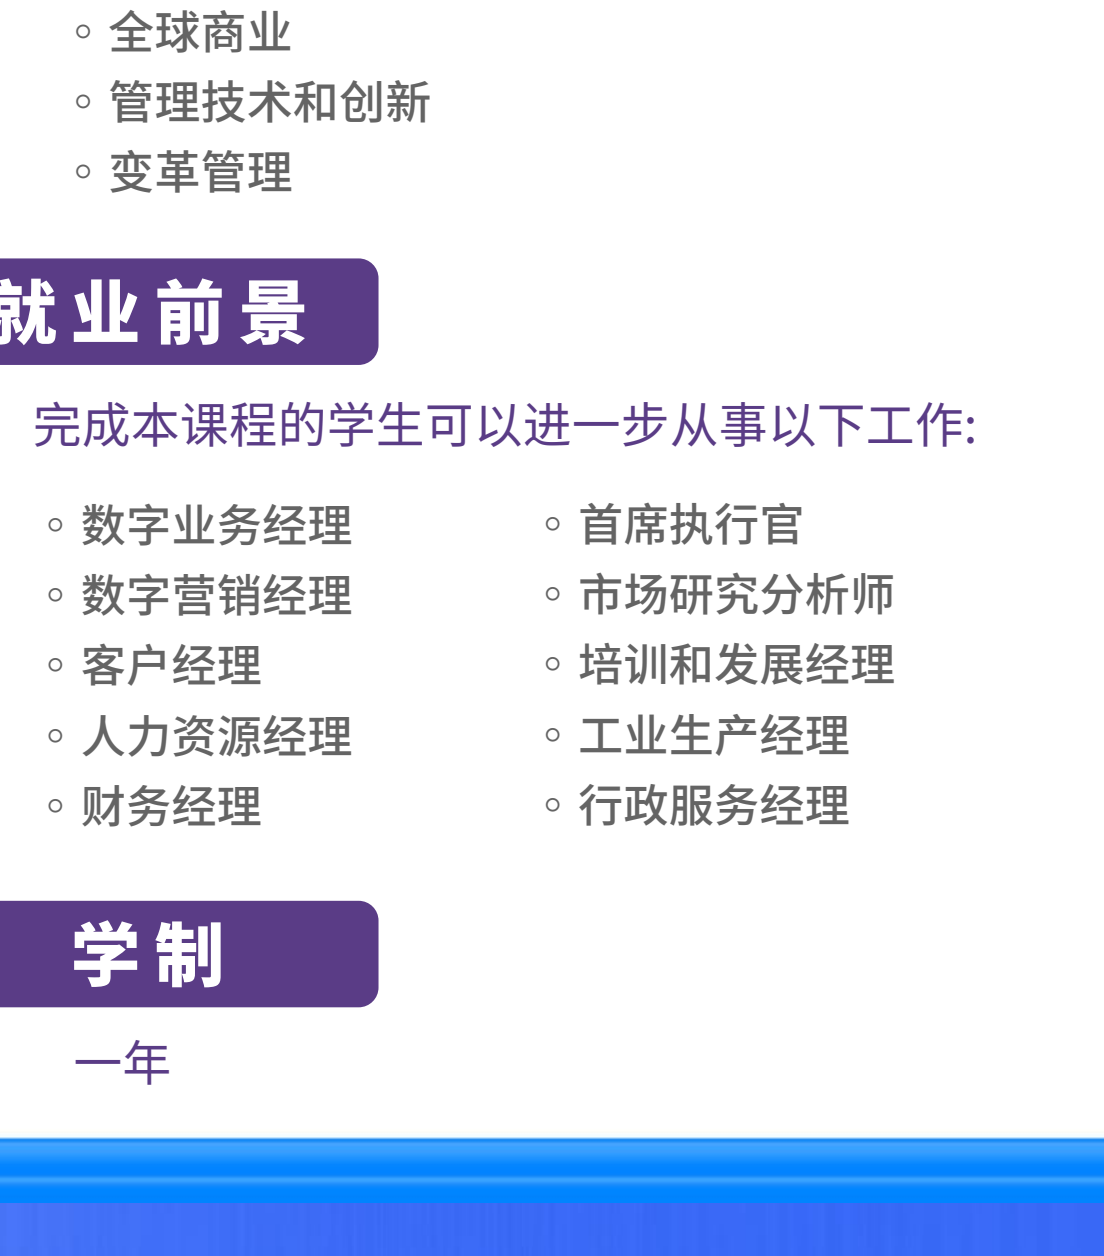 全球商业
管理技术和创新
变革管理
就业前景
完成本课程的学生可以进一步从事以下工作:
数字业务经理
数字营销经理
客户经理
人力资源经理
财务经理
首席执行官
市场研究分析师
培训和发展经理
工业生产经理
行政服务经理
学制
一年